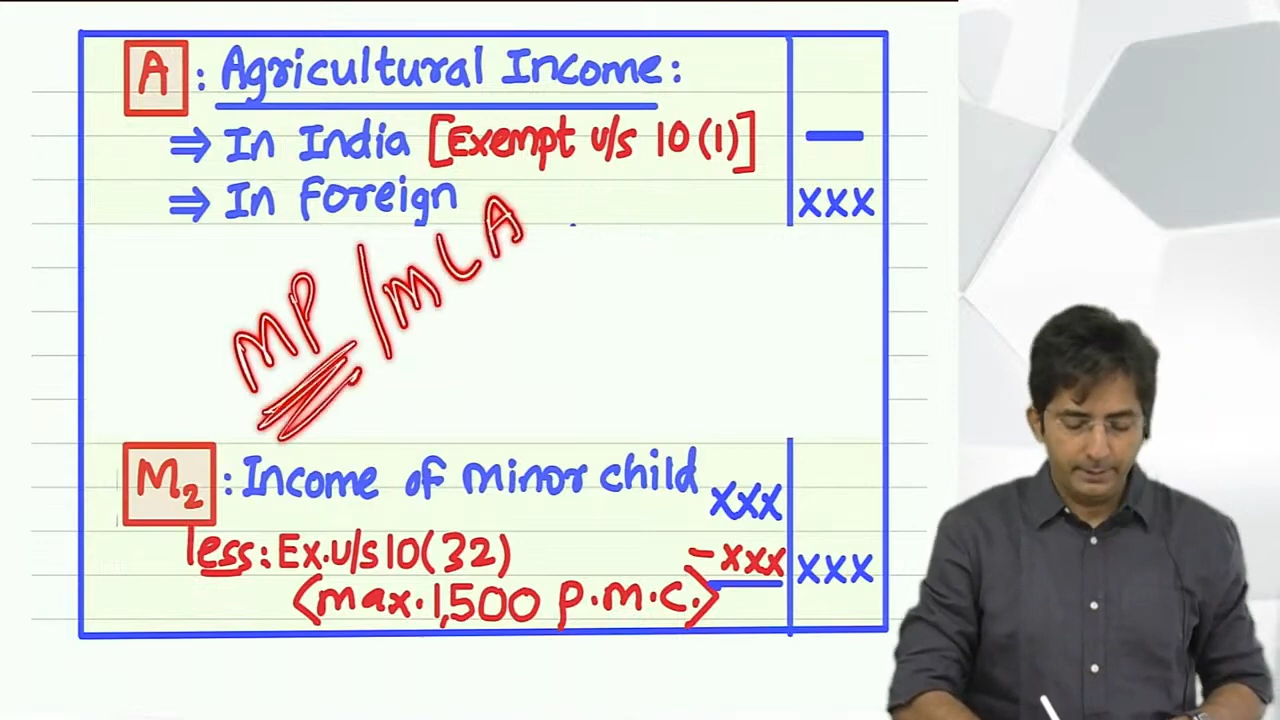 A : Agricultural Income :
⇒ In India [Exempt u/s 10(1)] —
⇒ In Foreign XXX
MP / MLA
M2 : Income of minor child XXX
less : Ex. u/s 10(32) - XXX XXX
<max. 1,500 p.m.c.>